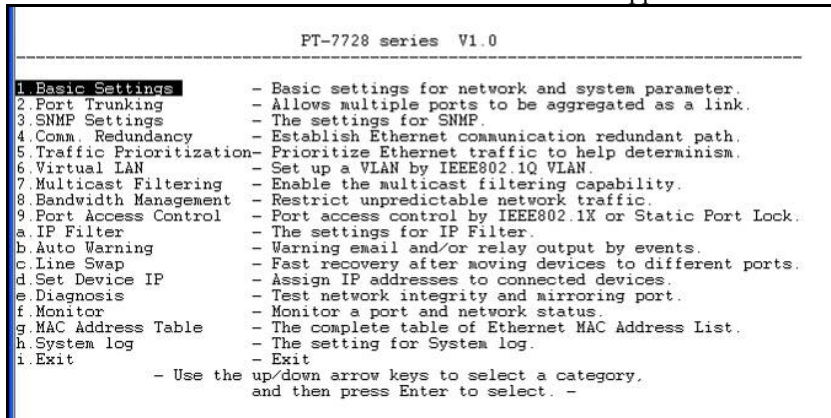 PT-7728 series V1.0
1.Basic Settings - Basic settings for network and system parameter.
2.Port Trunking - Allows multiple ports to be aggregated as a link.
3.SNMP Settings - The settings for SNMP.
4.Comm. Redundancy - Establish Ethernet communication redundant path.
5.Traffic Prioritization- Prioritize Ethernet traffic to help determinism.
6.Virtual LAN - Set up a VLAN by IEEE802.1Q VLAN.
7.Multicast Filtering - Enable the multicast filtering capability.
8.Bandwidth Management - Restrict unpredictable network traffic.
9.Port Access Control - Port access control by IEEE802.1X or Static Port Lock.
a.IP Filter - The settings for IP Filter.
b.Auto Warning - Warning email and/or relay output by events.
c.Line Swap - Fast recovery after moving devices to different ports.
d.Set Device IP - Assign IP addresses to connected devices.
e.Diagnosis - Test network integrity and mirroring port.
f.Monitor - Monitor a port and network status.
g.MAC Address Table - The complete table of Ethernet MAC Address List.
h.System log - The setting for System log.
i.Exit - Exit
- Use the up/down arrow keys to select a category,
and then press Enter to select. -